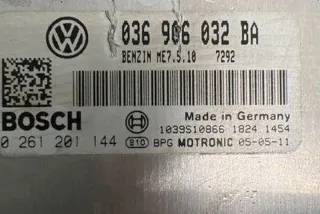 036 906 032 BA
BENZIN ME7.5.10 7292
BOSCH
Made in Germany
1039S10866 1824 1454
0 261 201 144 B10 BPG MOTRONIC 05-05-11